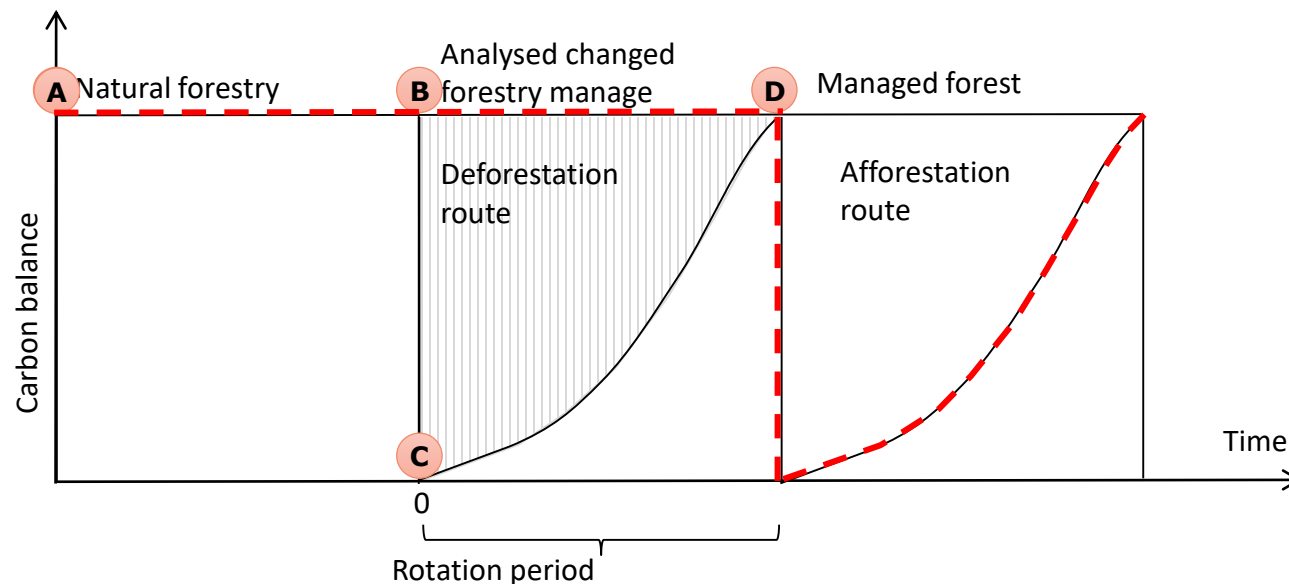 A
Natural forestry
B
Analysed changed
forestry manage
D
Managed forest
Deforestation
route
Afforestation
route
Carbon balance
C
Time
0
Rotation period